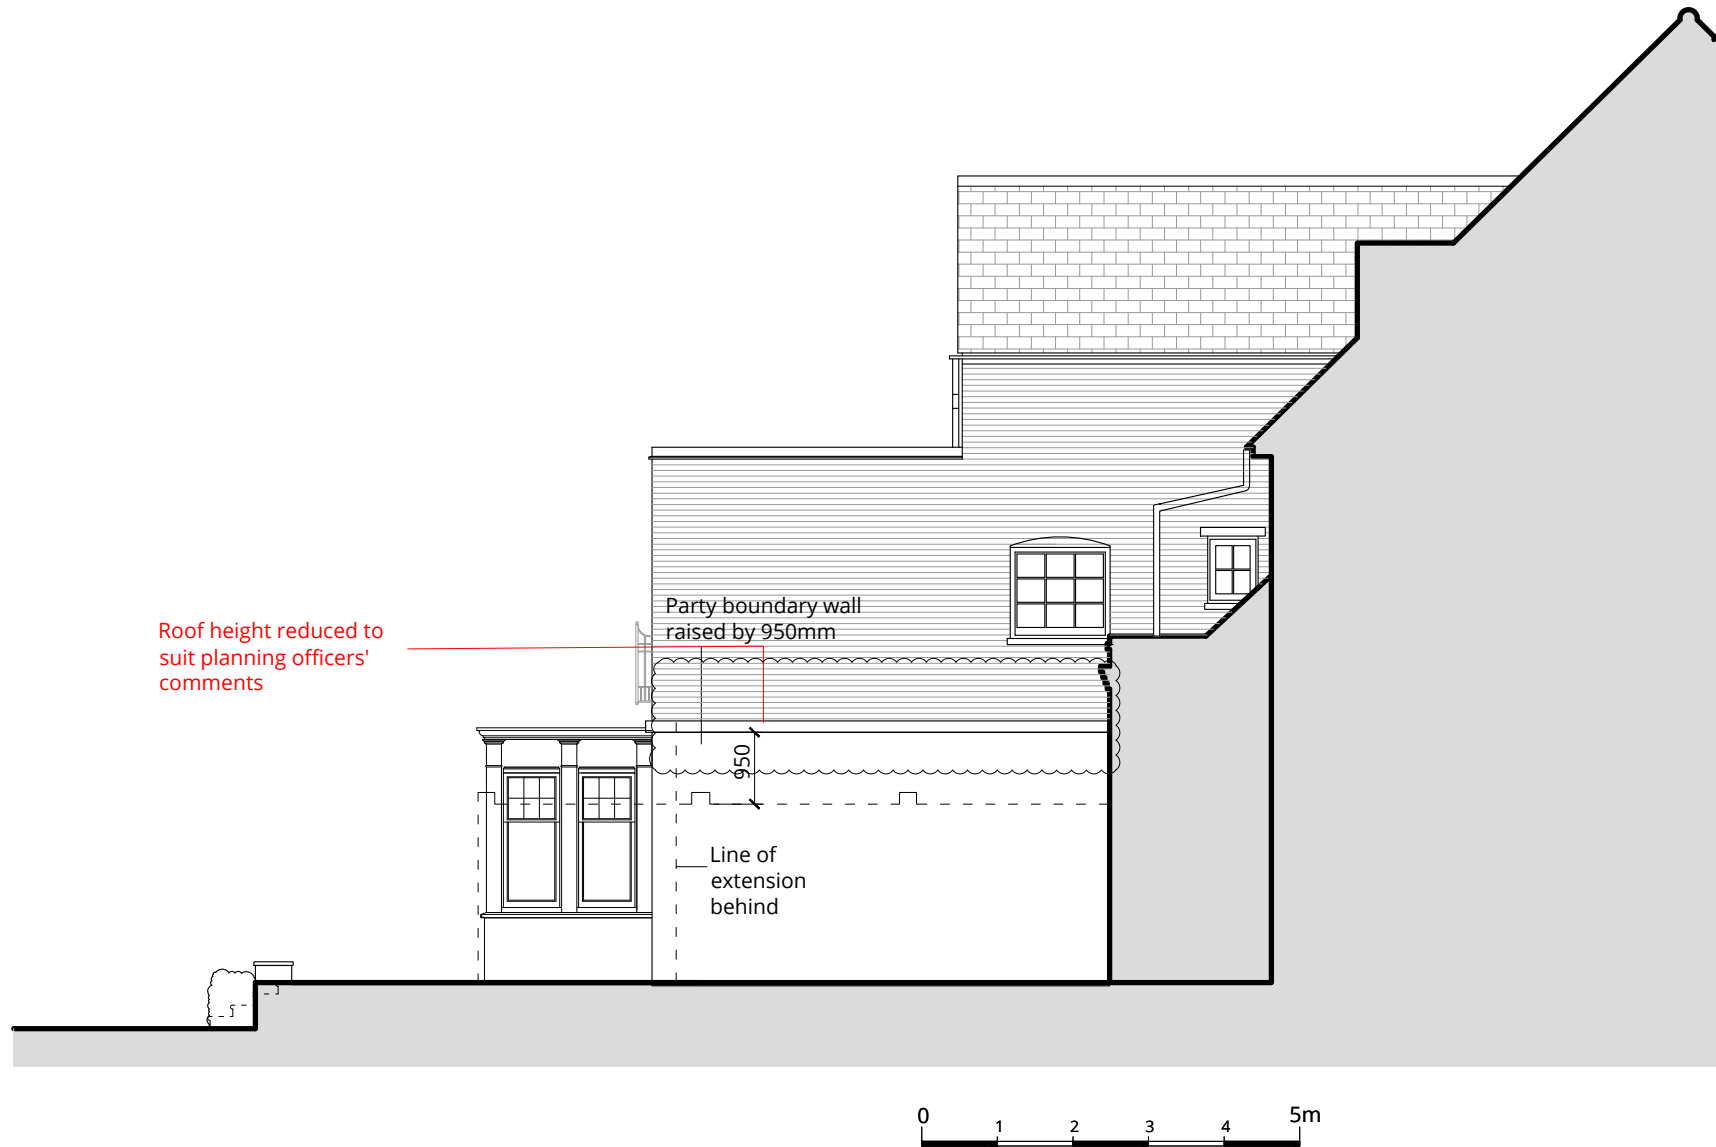 Party boundary wall
raised by 950mm
Roof height reduced to
suit planning officers'
comments
950
Line of
extension
behind
0 1 2 3 4 5m